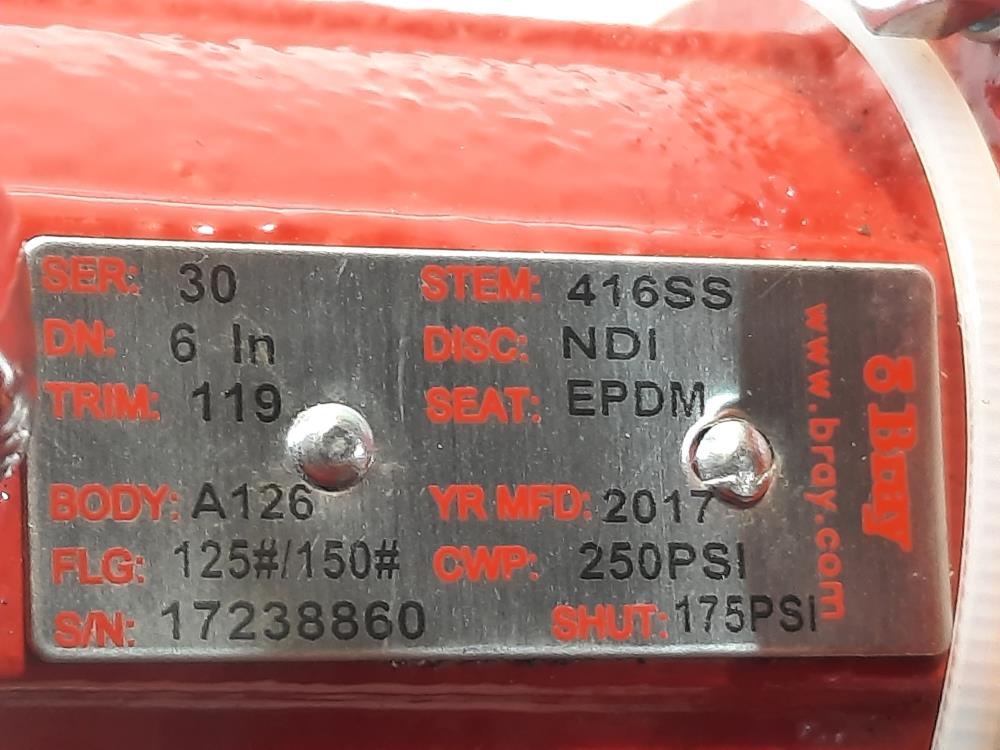 SER: 30 STEM: 416SS
DN: 6 In DISC: NDI
TRIM: 119 SEAT: EPDM
BODY: A126 YR MFD: 2017
FLG: 125#/150# CWP: 250PSI
S/N: 17238860 SHUT: 175PSI
www.bray.com
Bray